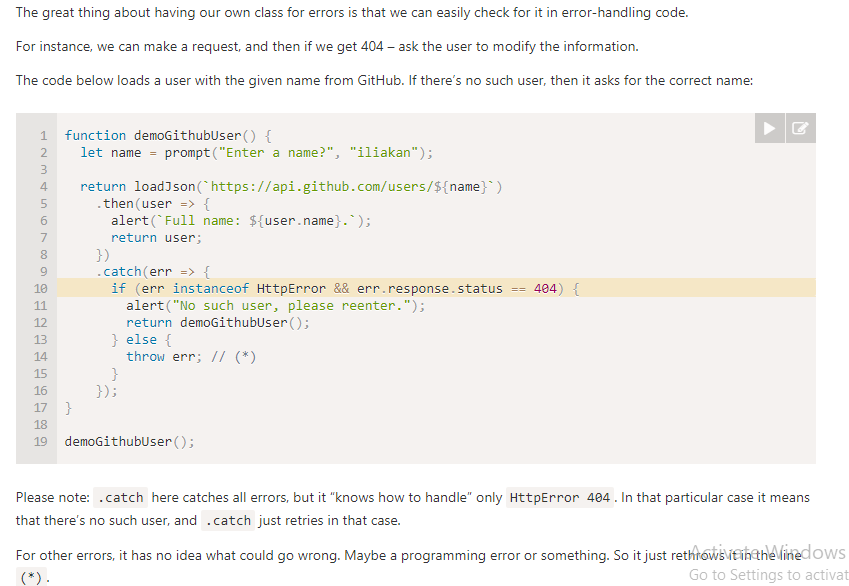 The great thing about having our own class for errors is that we can easily check for it in error-handling code.
For instance, we can make a request, and then if we get 404 – ask the user to modify the information.
The code below loads a user with the given name from GitHub. If there's no such user, then it asks for the correct name:
1 function demoGithubUser() {
2   let name = prompt("Enter a name?", "iliakan");
3
4   return loadJson(`https://api.github.com/users/${name}`)
5     .then(user => {
6       alert(`Full name: ${user.name}.`);
7       return user;
8     })
9     .catch(err => {
10       if (err instanceof HttpError && err.response.status == 404) {
11         alert("No such user, please reenter.");
12         return demoGithubUser();
13       } else {
14         throw err; // (*)
15       }
16     });
17 }
18
19 demoGithubUser();
Please note: .catch here catches all errors, but it “knows how to handle” only HttpError 404. In that particular case it means
that there's no such user, and .catch just retries in that case.
For other errors, it has no idea what could go wrong. Maybe a programming error or something. So it just rethrows it in the line
(*).
Activate Windows
Go to Settings to activat